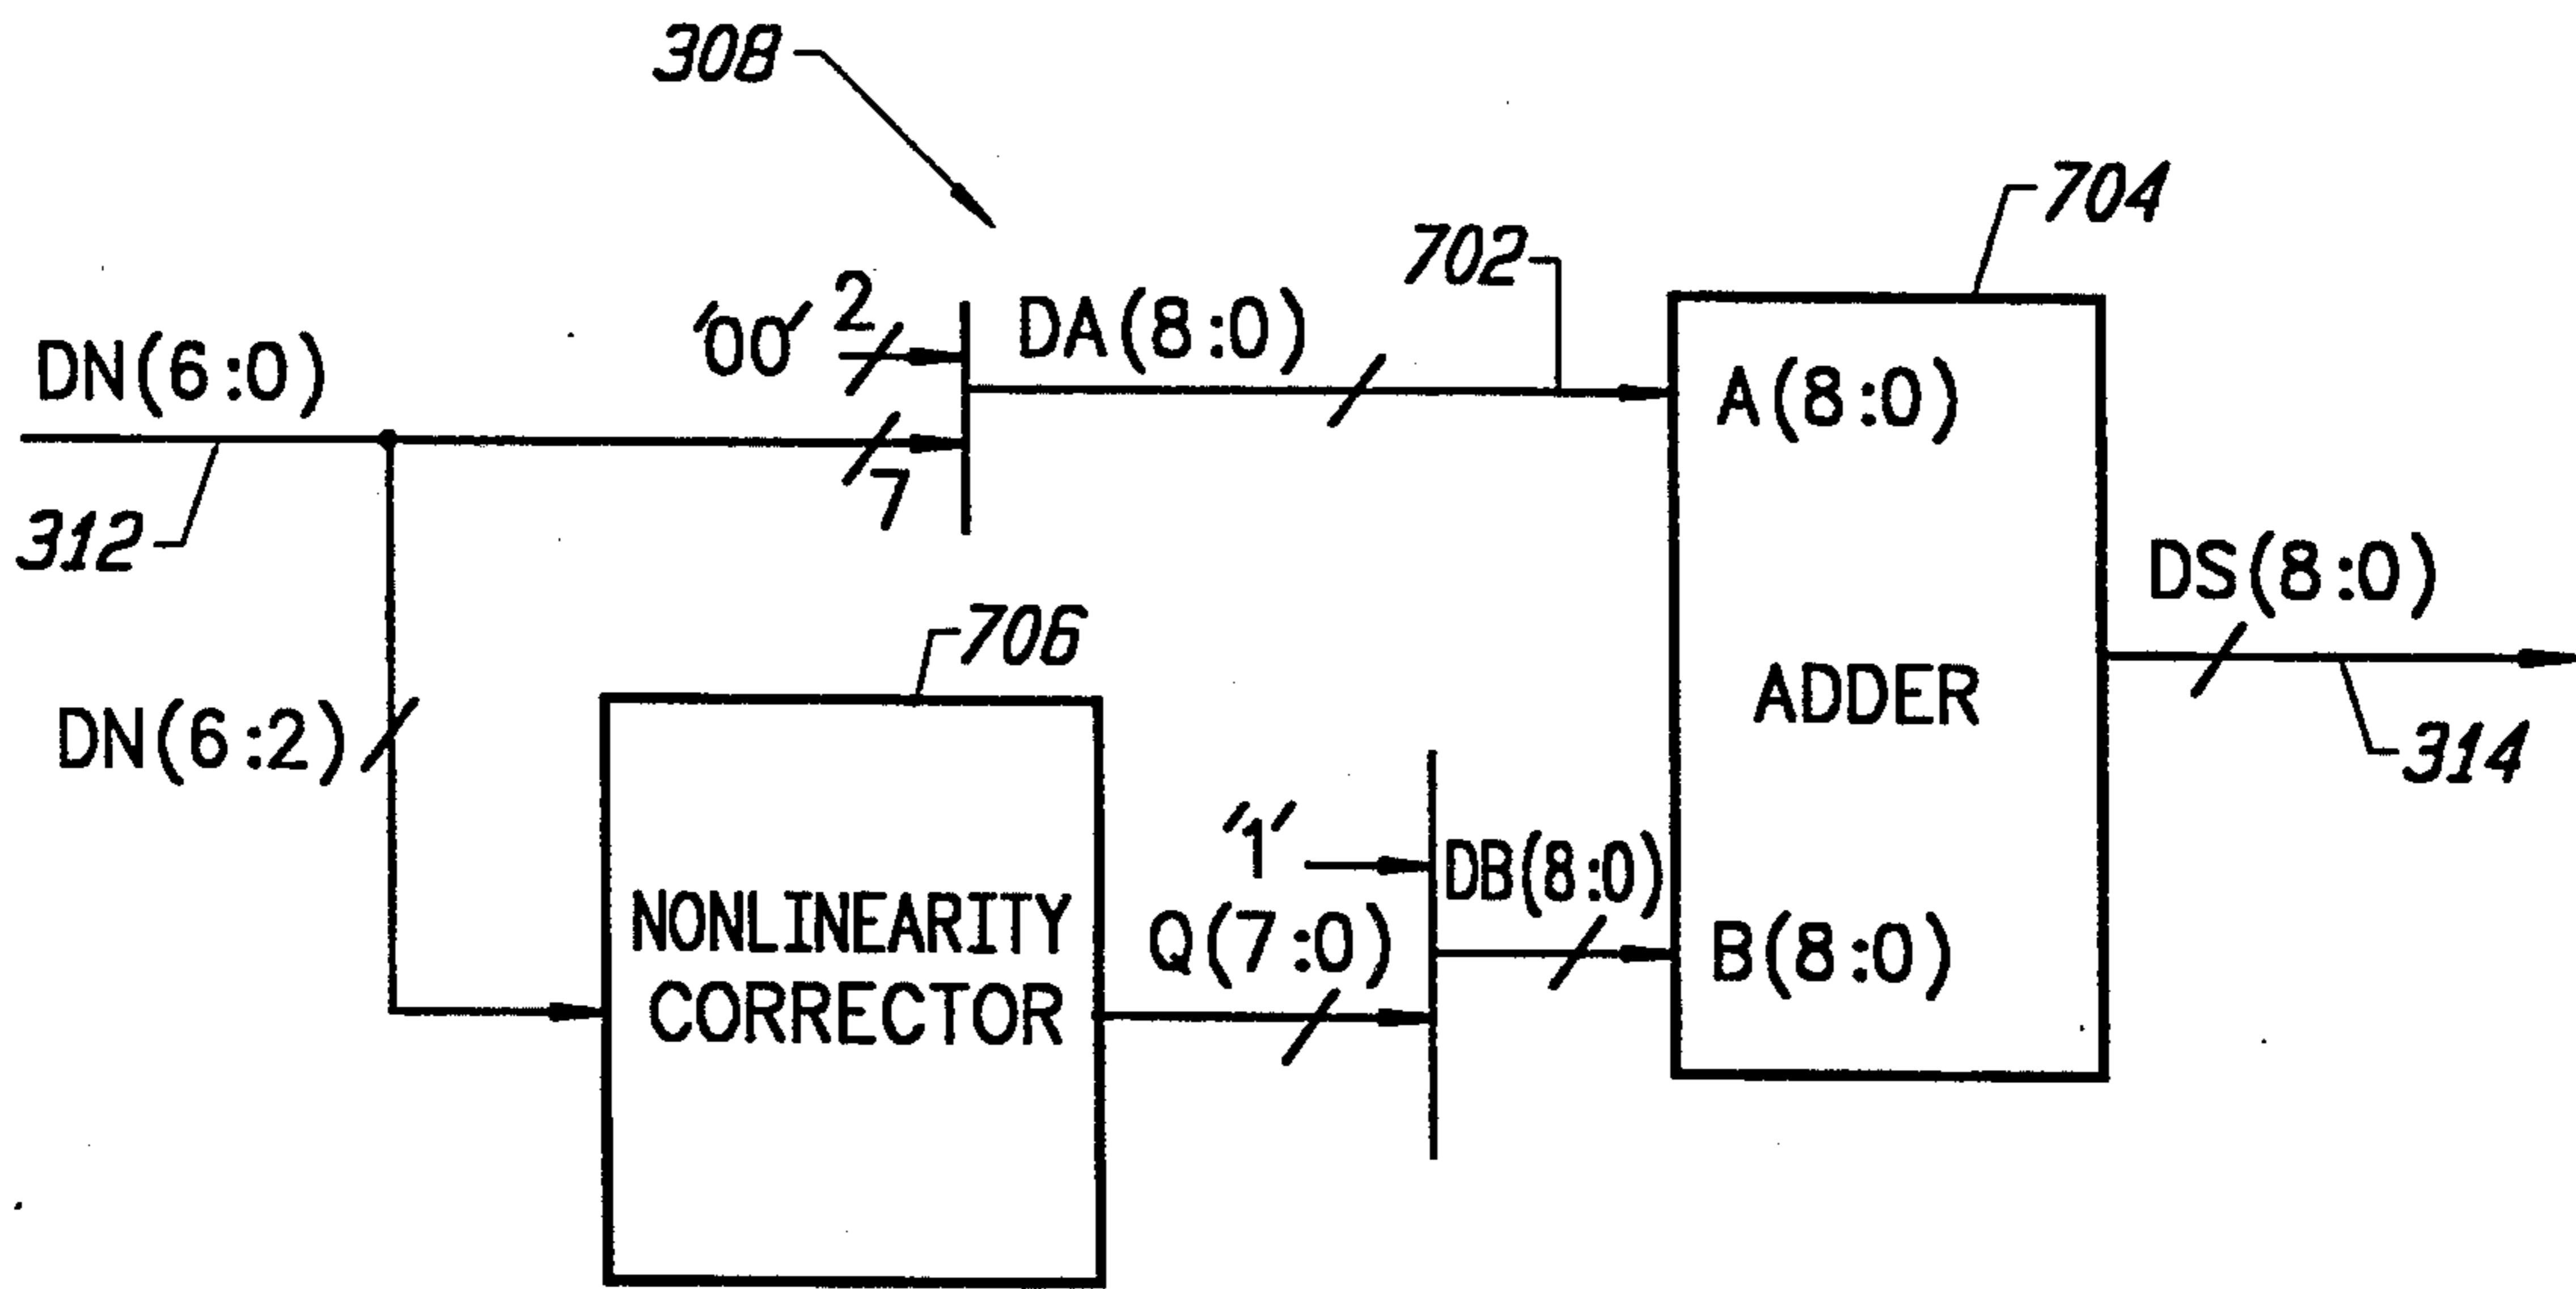 308
704
702
'00' 2
DA(8:0)
DN(6:0)
A(8:0)
7
312
DS(8:0)
706
DN(6:2)
ADDER
314
'1'
DB(8:0)
NONLINEARITY
CORRECTOR
Q(7:0)
B(8:0)